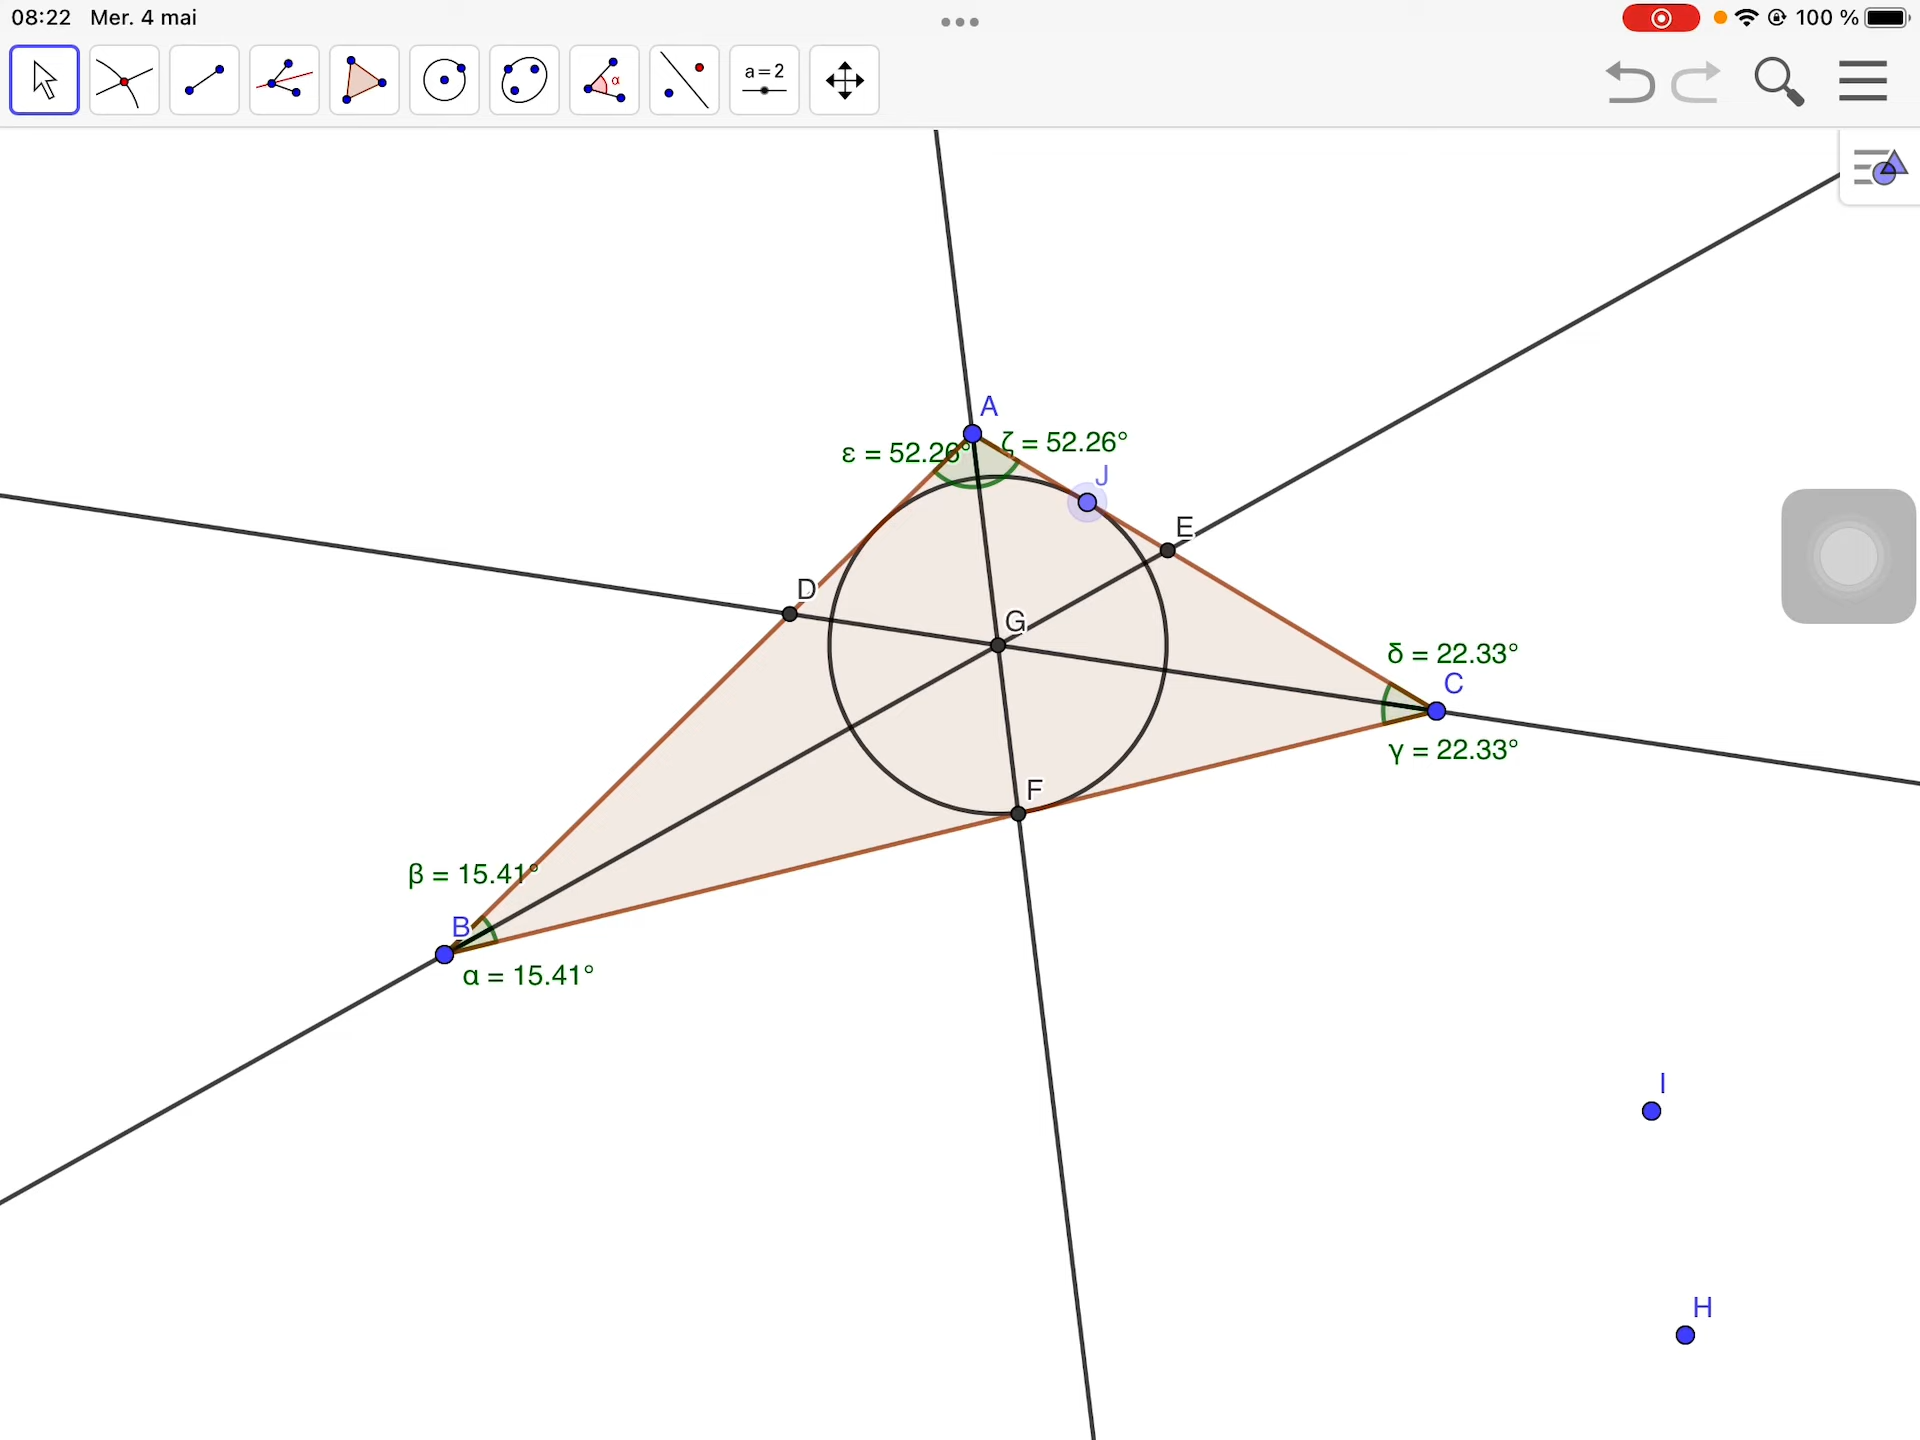 08:22 Mer. 4 mai
100 %
α
a=2
A
ε = 52.26°
ζ = 52.26°
J
E
D
G
δ = 22.33°
C
γ = 22.33°
F
β = 15.41°
B
α = 15.41°
I
H